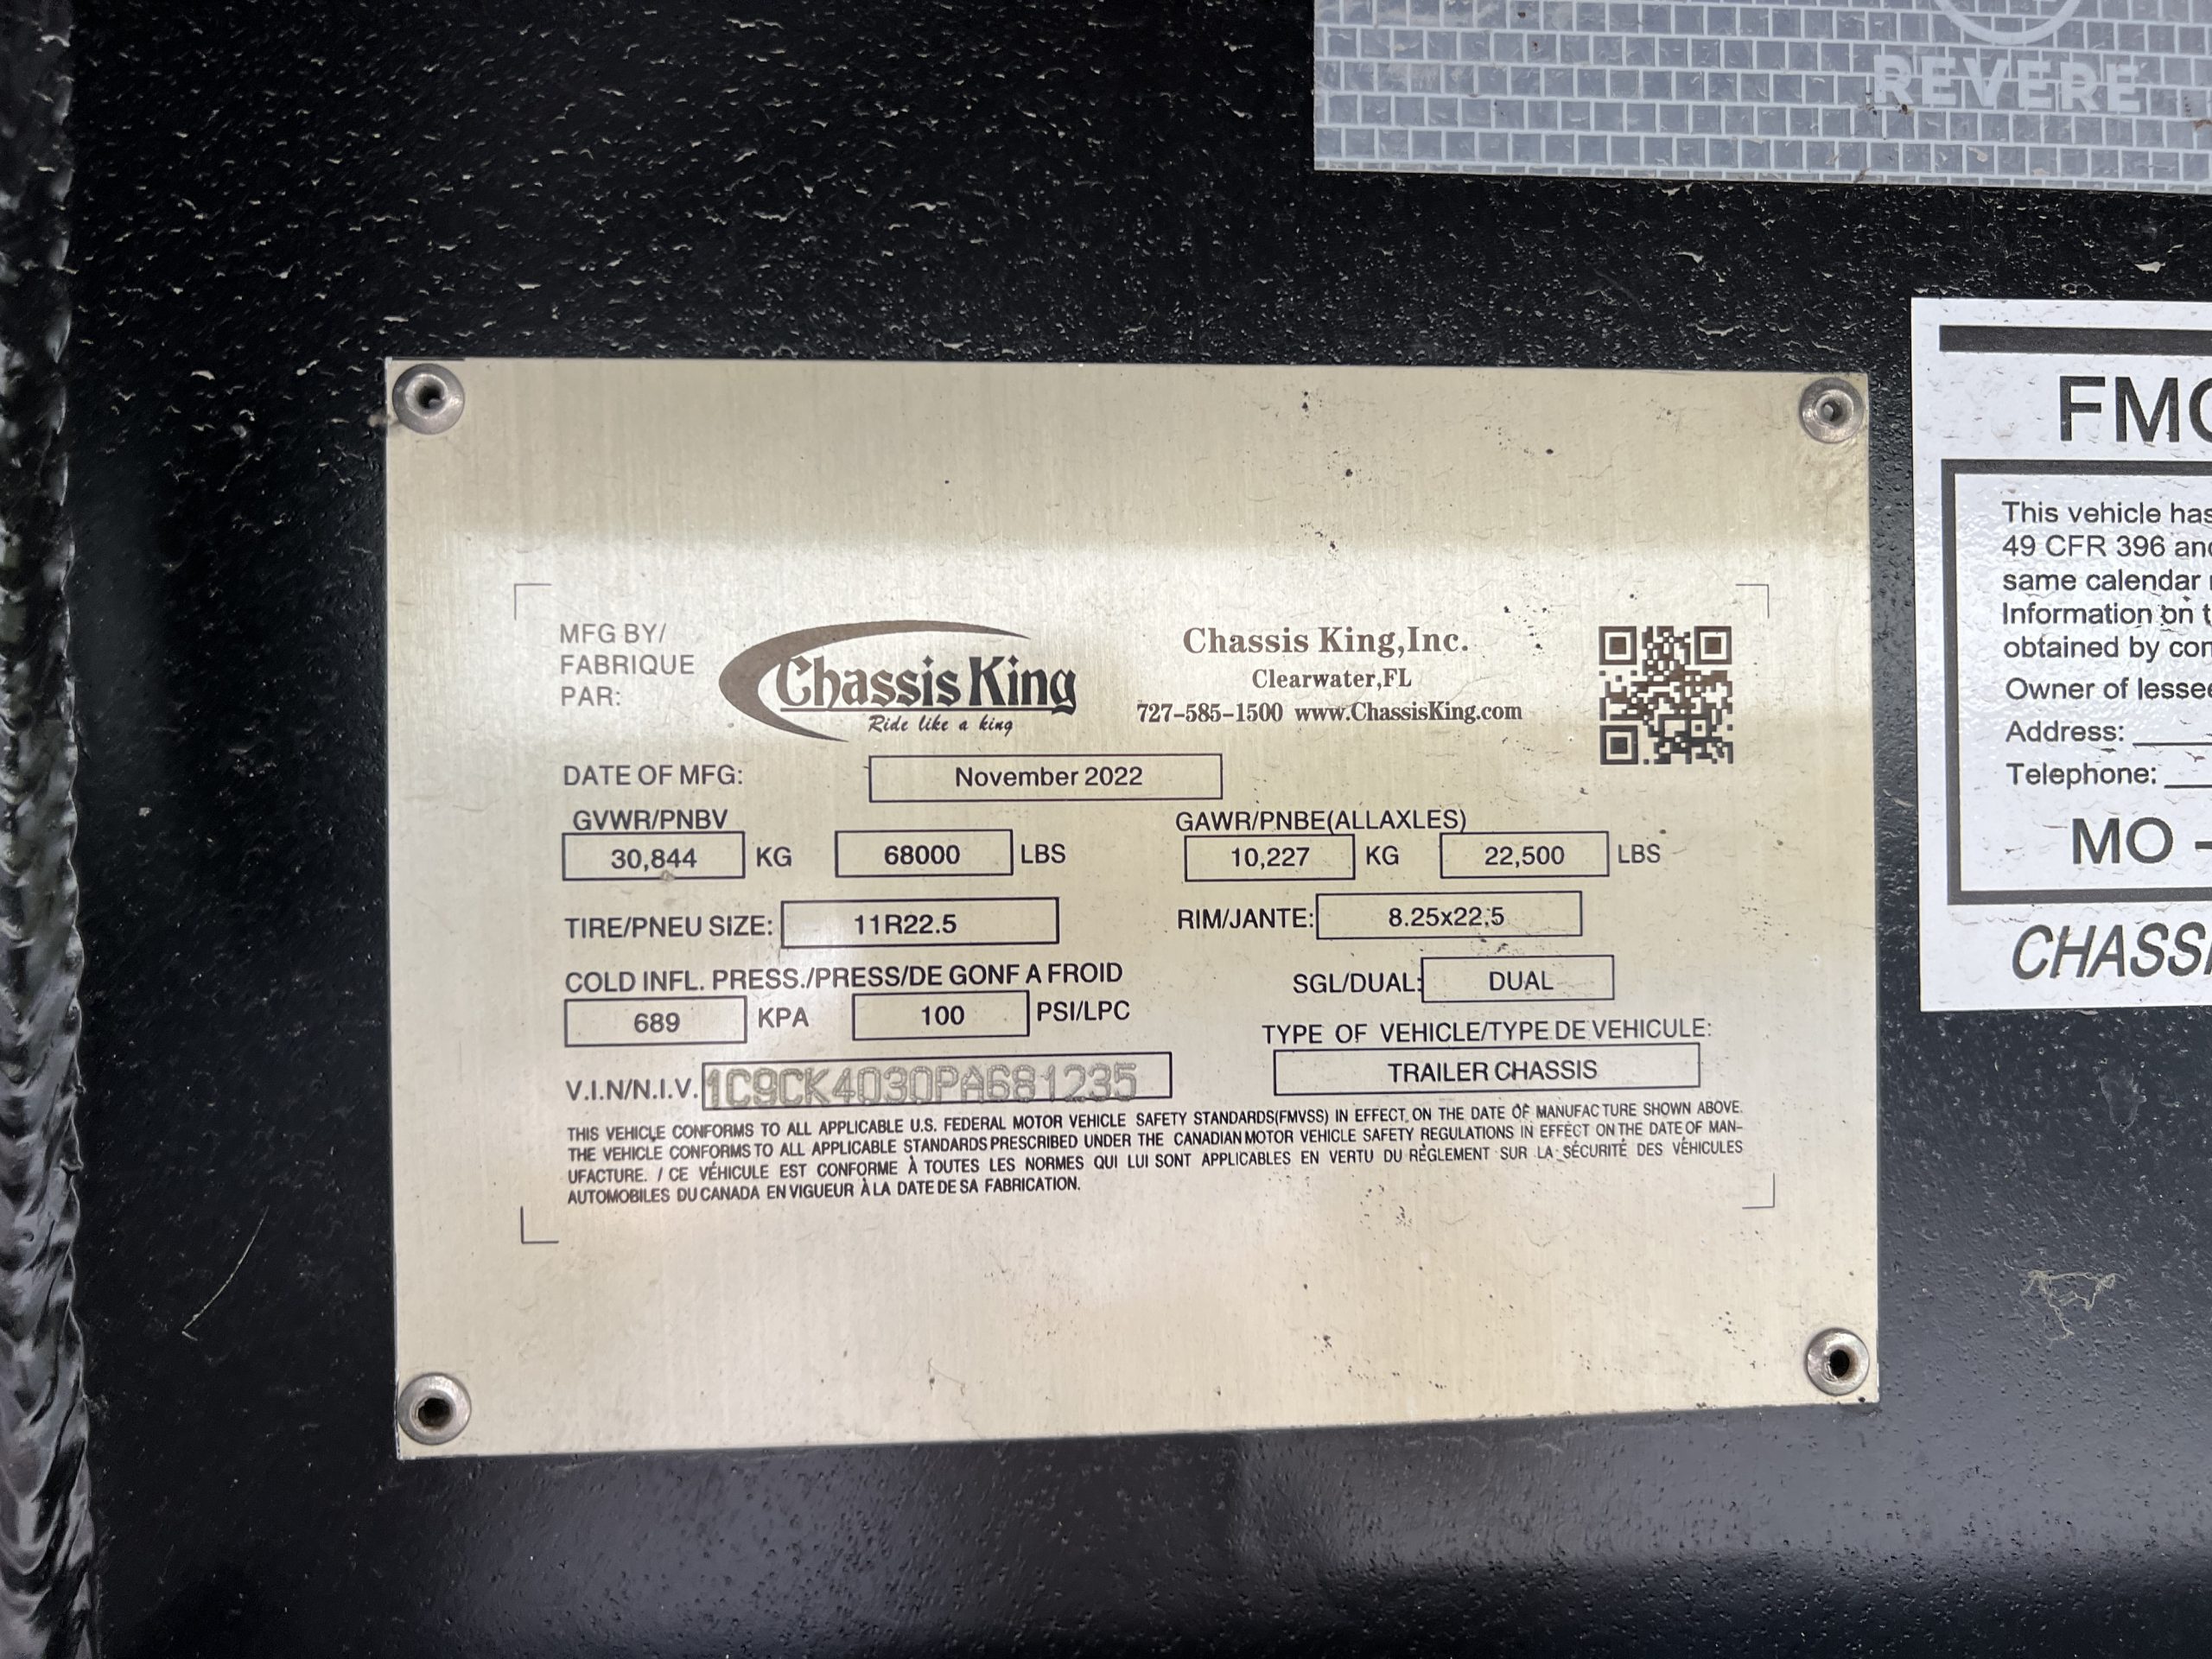 REVERE
MFG BY/
FABRIQUE
PAR:
Chassis King
Ride like a king
Chassis King,Inc.
Clearwater,FL
727-585-1500 www.ChassisKing.com
DATE OF MFG: November 2022
GVWR/PNBV
30,844 KG 68000 LBS
GAWR/PNBE(ALLAXLES)
10,227 KG 22,500 LBS
TIRE/PNEU SIZE: 11R22.5
RIM/JANTE: 8.25x22.5
COLD INFL. PRESS./PRESS/DE GONF A FROID
689 KPA 100 PSI/LPC
SGL/DUAL: DUAL
TYPE OF VEHICLE/TYPE DE VEHICULE:
TRAILER CHASSIS
V.I.N/N.I.V. 1C9CK4030PA681235
THIS VEHICLE CONFORMS TO ALL APPLICABLE U.S. FEDERAL MOTOR VEHICLE SAFETY STANDARDS(FMVSS) IN EFFECT ON THE DATE OF MANUFACTURE SHOWN ABOVE.
THE VEHICLE CONFORMS TO ALL APPLICABLE STANDARDS PRESCRIBED UNDER THE CANADIAN MOTOR VEHICLE SAFETY REGULATIONS IN EFFECT ON THE DATE OF MAN-
UFACTURE. / CE VÉHICULE EST CONFORME À TOUTES LES NORMES QUI LUI SONT APPLICABLES EN VERTU DU RÈGLEMENT SUR LA SÉCURITÉ DES VÉHICULES
AUTOMOBILES DU CANADA EN VIGUEUR À LA DATE DE SA FABRICATION.
This vehicle has
49 CFR 396
same calendar
Information on
obtained by
Owner of
Address:
Telephone:
MO -